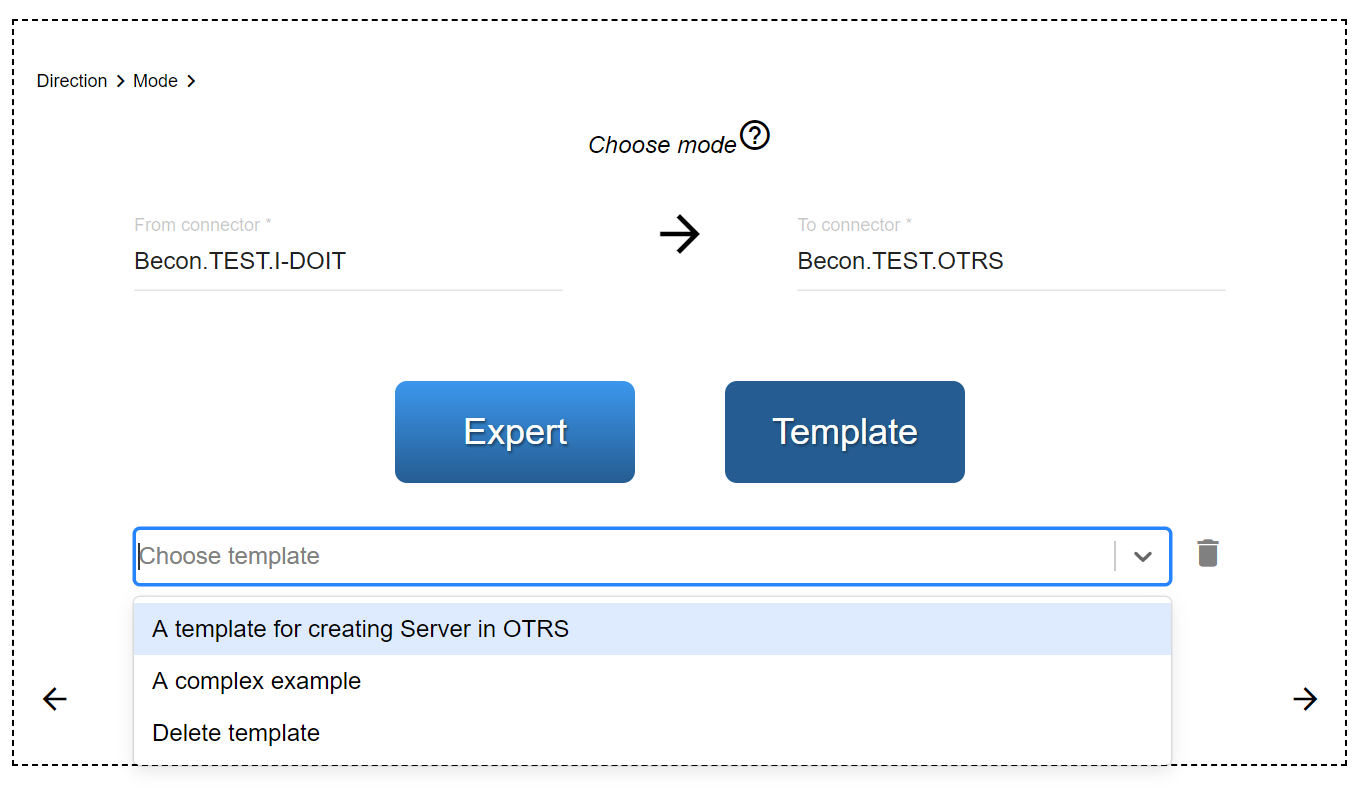 Direction > Mode >
Choose mode ?
From connector *
Becon.TEST.I-DOIT
To connector *
Becon.TEST.OTRS
Expert
Template
Choose template
A template for creating Server in OTRS
A complex example
Delete template